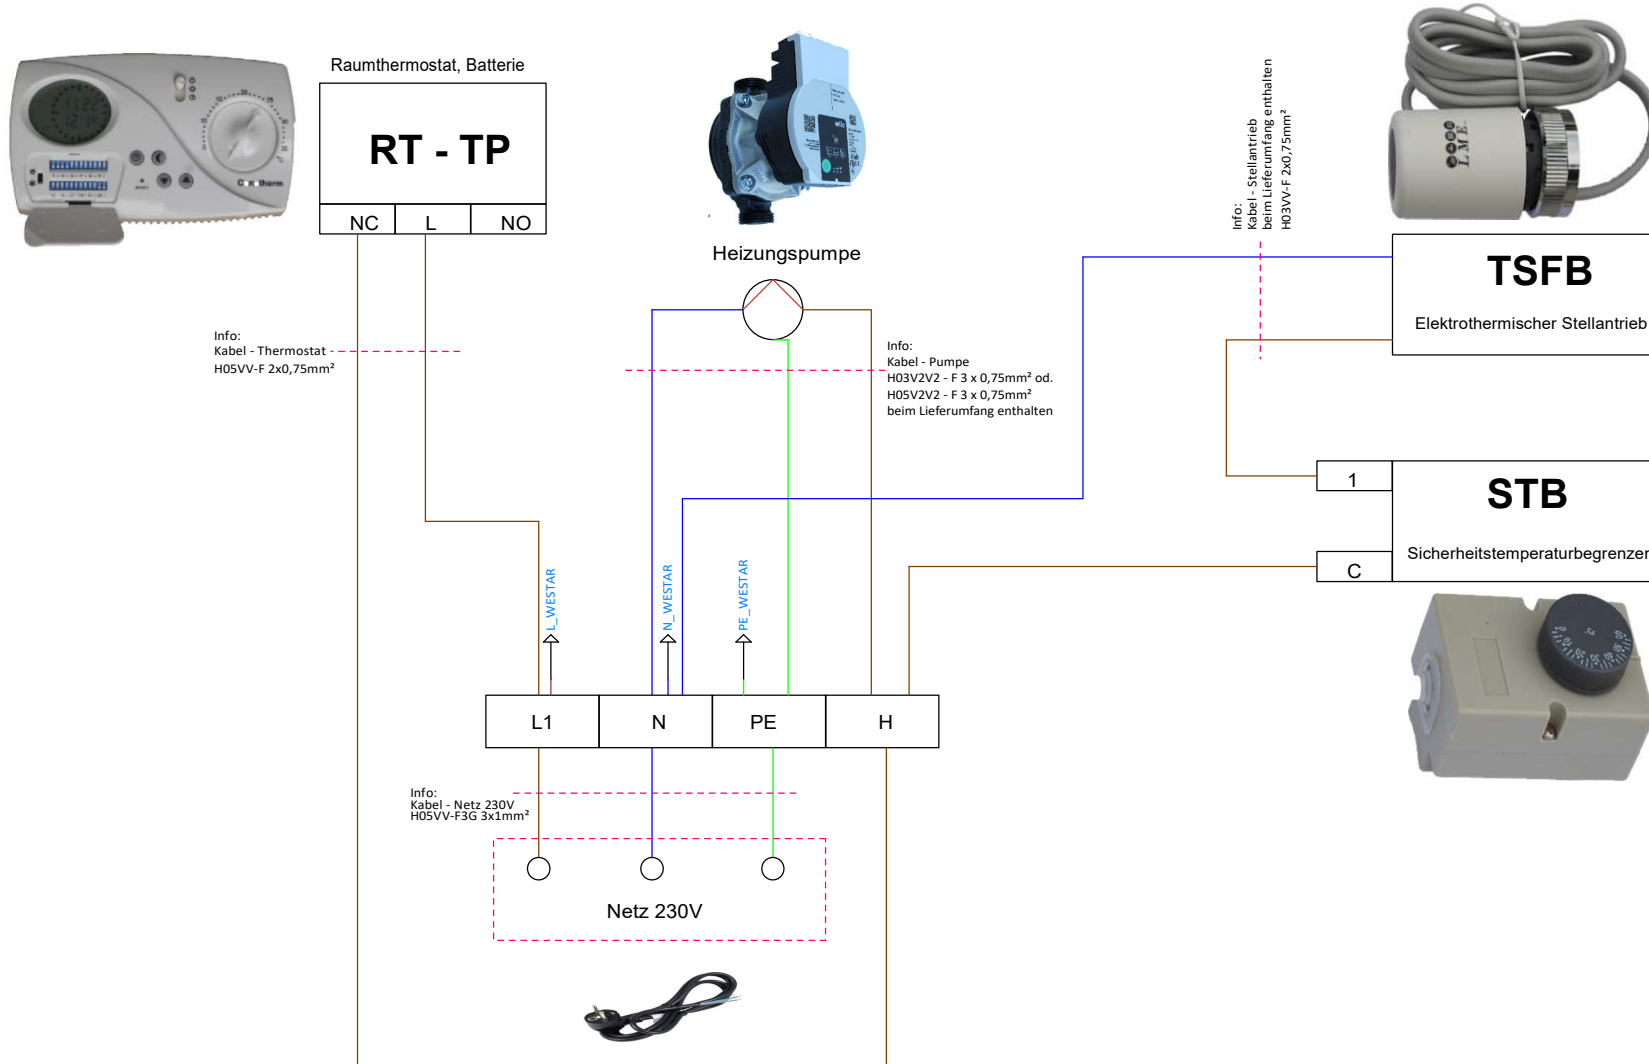 Raumthermostat, Batterie
RT - TP
NC
L
NO
Conotherm
Heizungspumpe
Info:
Kabel - Stellantrieb
beim Lieferumfang enthalten
H03VV-F 2x0,75mm²
LME
TSFB
Elektrothermischer Stellantrieb
Info:
Kabel - Thermostat
H05VV-F 2x0,75mm²
Info:
Kabel - Pumpe
H03V2V2 - F 3 x 0,75mm² od.
H05V2V2 - F 3 x 0,75mm²
beim Lieferumfang enthalten
1
STB
Sicherheitstemperaturbegrenzer
C
L_WESTAR
N_WESTAR
PE_WESTAR
L1
N
PE
H
Info:
Kabel - Netz 230V
H05VV-F3G 3x1mm²
Netz 230V